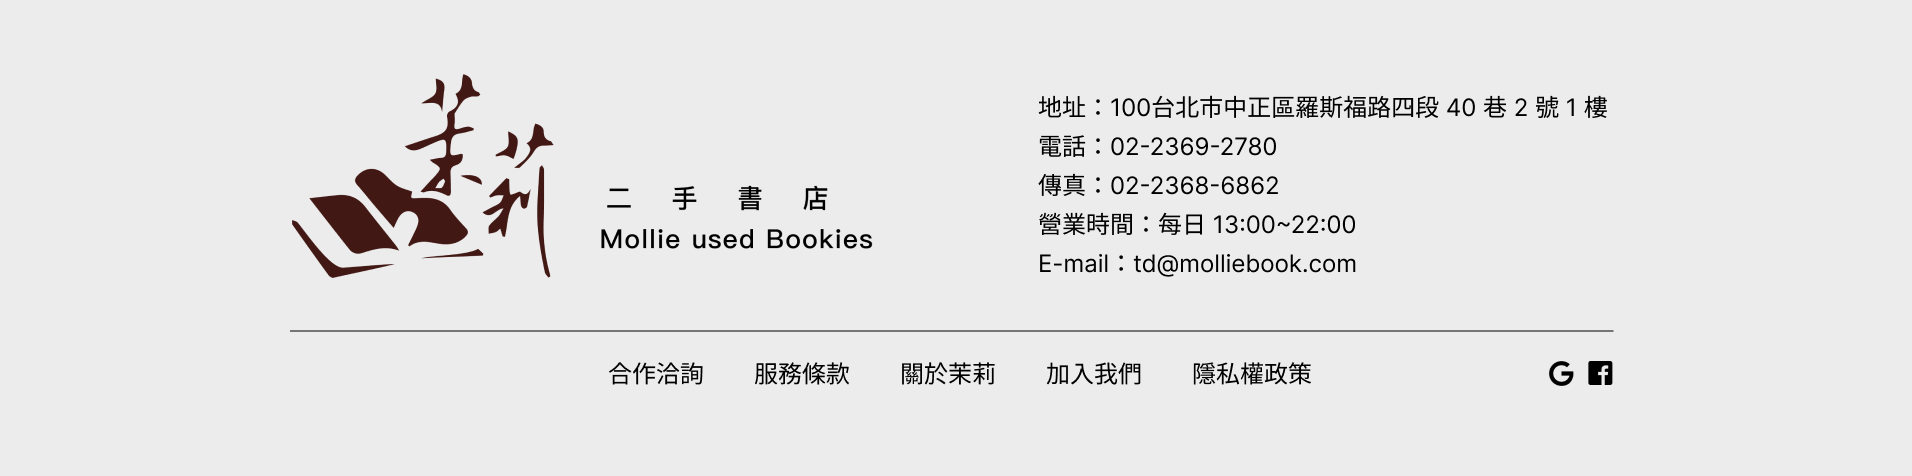 茉莉
二手書店
Mollie used Bookies
地址：100台北市中正區羅斯福路四段 40 巷 2 號 1 樓
電話：02-2369-2780
傳真：02-2368-6862
營業時間：每日 13:00~22:00
E-mail：td@molliebook.com
合作洽詢 服務條款 關於茉莉 加入我們 隱私權政策